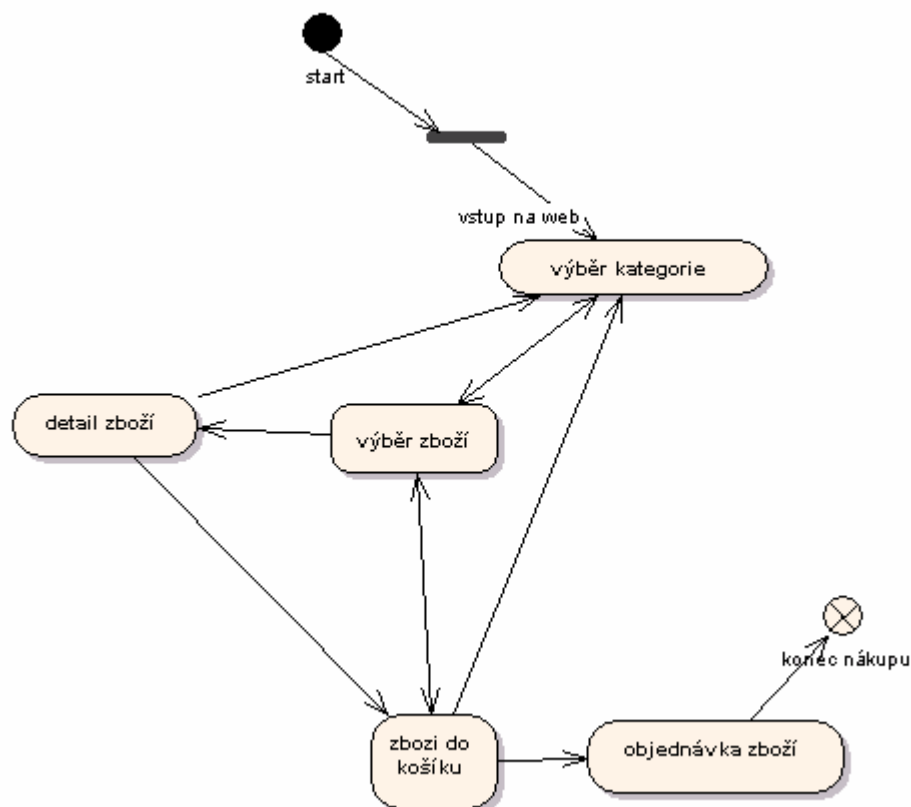 start
vstup na web
výběr kategorie
detail zboží
výběr zboží
konec nákupu
zbozi do
košíku
objednávka zboží